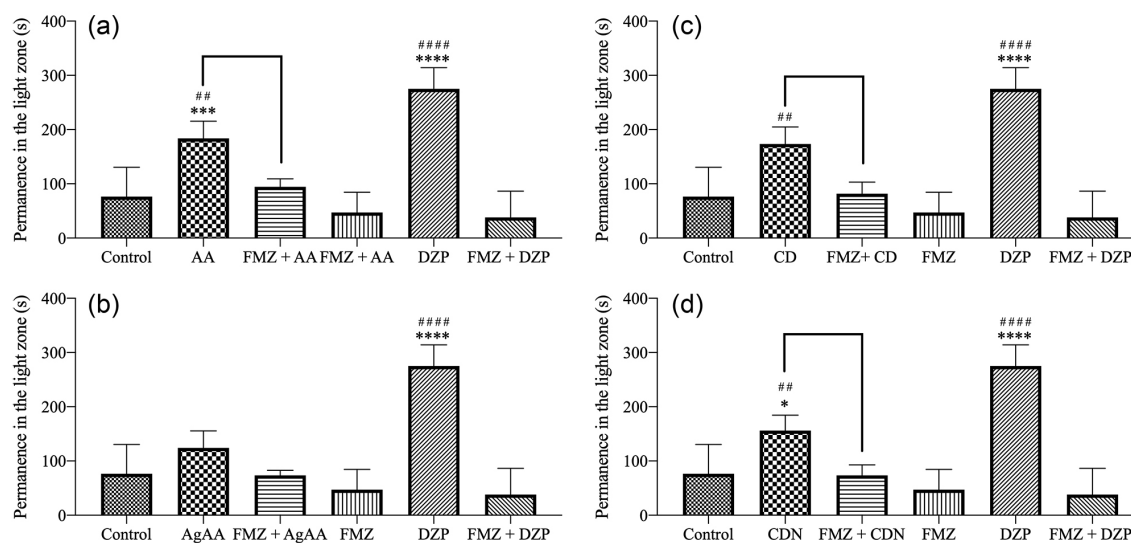 (a)
Permanence in the light zone (s)
400
300
200
100
0
##
***
####
****
Control AA FMZ + AA FMZ + AA DZP FMZ + DZP
(c)
Permanence in the light zone (s)
400
300
200
100
0
##
####
****
Control CD FMZ+ CD FMZ DZP FMZ + DZP
(b)
Permanence in the light zone (s)
400
300
200
100
0
####
****
Control AgAA FMZ + AgAA FMZ DZP FMZ + DZP
(d)
Permanence in the light zone (s)
400
300
200
100
0
##
*
####
****
Control CDN FMZ + CDN FMZ DZP FMZ + DZP